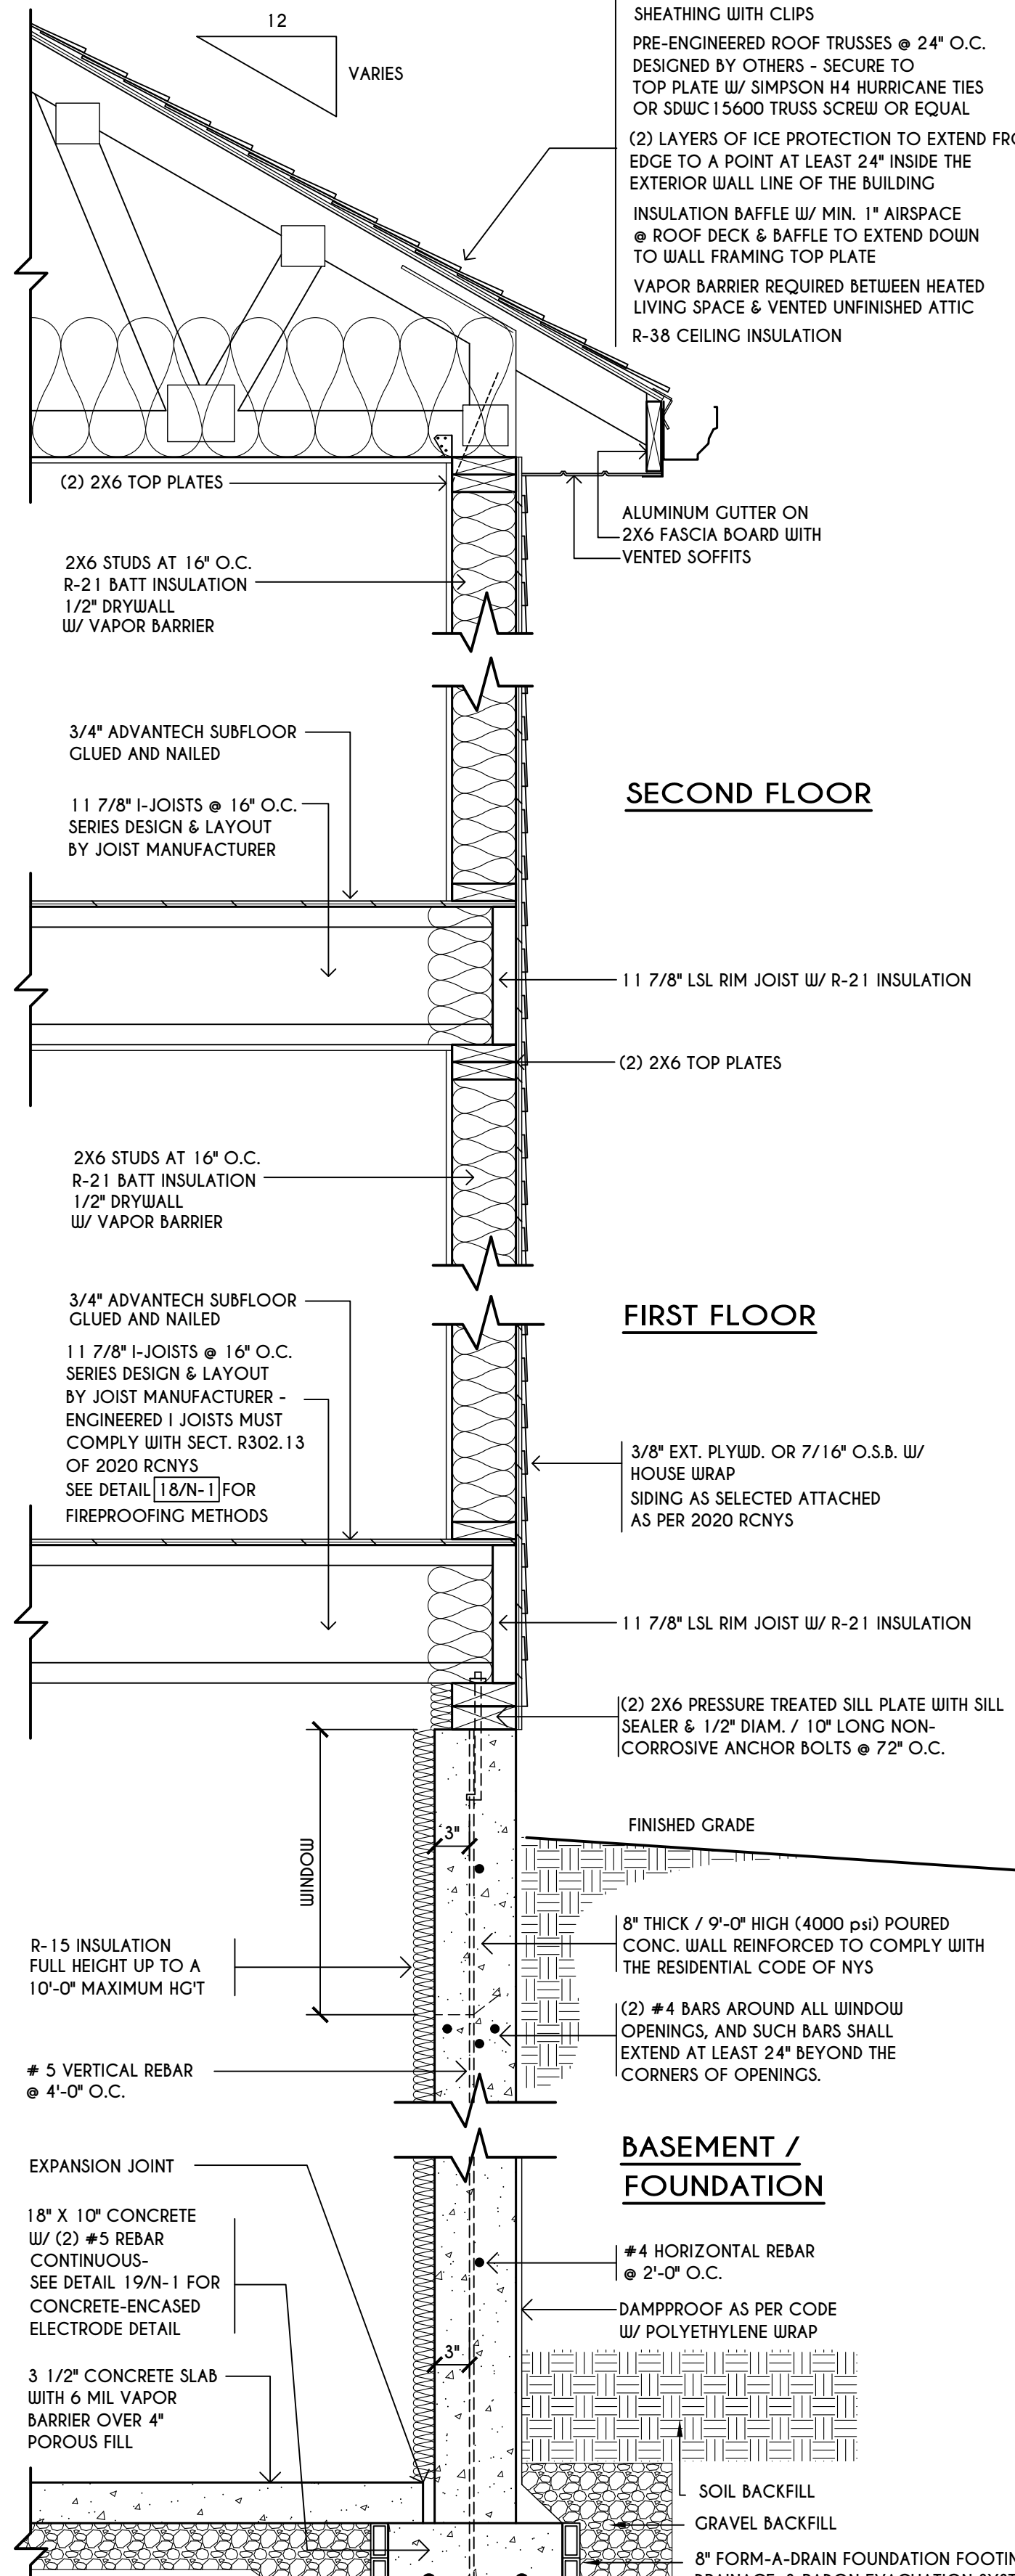 12
VARIES
SHEATHING WITH CLIPS
PRE-ENGINEERED ROOF TRUSSES @ 24" O.C.
DESIGNED BY OTHERS - SECURE TO
TOP PLATE W/ SIMPSON H4 HURRICANE TIES
OR SDWC15600 TRUSS SCREW OR EQUAL
(2) LAYERS OF ICE PROTECTION TO EXTEND
EDGE TO A POINT AT LEAST 24" INSIDE THE
EXTERIOR WALL LINE OF THE BUILDING
INSULATION BAFFLE W/ MIN. 1" AIRSPACE
@ ROOF DECK & BAFFLE TO EXTEND DOWN
TO WALL FRAMING TOP PLATE
VAPOR BARRIER REQUIRED BETWEEN HEATED
LIVING SPACE & VENTED UNFINISHED ATTIC
R-38 CEILING INSULATION
(2) 2X6 TOP PLATES
ALUMINUM GUTTER ON
2X6 FASCIA BOARD WITH
VENTED SOFFITS
2X6 STUDS AT 16" O.C.
R-21 BATT INSULATION
1/2" DRYWALL
W/ VAPOR BARRIER
3/4" ADVANTECH SUBFLOOR
GLUED AND NAILED
SECOND FLOOR
11 7/8" I-JOISTS @ 16" O.C.
SERIES DESIGN & LAYOUT
BY JOIST MANUFACTURER
11 7/8" LSL RIM JOIST W/ R-21 INSULATION
(2) 2X6 TOP PLATES
2X6 STUDS AT 16" O.C.
R-21 BATT INSULATION
1/2" DRYWALL
W/ VAPOR BARRIER
3/4" ADVANTECH SUBFLOOR
GLUED AND NAILED
FIRST FLOOR
11 7/8" I-JOISTS @ 16" O.C.
SERIES DESIGN & LAYOUT
BY JOIST MANUFACTURER -
ENGINEERED I JOISTS MUST
COMPLY WITH SECT. R302.13
OF 2020 RCNYS
SEE DETAIL 18/N-1 FOR
FIREPROOFING METHODS
3/8" EXT. PLYWD. OR 7/16" O.S.B. W/
HOUSE WRAP
SIDING AS SELECTED ATTACHED
AS PER 2020 RCNYS
11 7/8" LSL RIM JOIST W/ R-21 INSULATION
(2) 2X6 PRESSURE TREATED SILL PLATE WITH SILL
SEALER & 1/2" DIAM. / 10" LONG NON-
CORROSIVE ANCHOR BOLTS @ 72" O.C.
FINISHED GRADE
3"
WINDOW
8" THICK / 9'-0" HIGH (4000 psi) POURED
CONC. WALL REINFORCED TO COMPLY WITH
THE RESIDENTIAL CODE OF NYS
R-15 INSULATION
FULL HEIGHT UP TO A
10'-0" MAXIMUM HG'T
(2) #4 BARS AROUND ALL WINDOW
OPENINGS, AND SUCH BARS SHALL
EXTEND AT LEAST 24" BEYOND THE
CORNERS OF OPENINGS.
# 5 VERTICAL REBAR
@ 4'-0" O.C.
BASEMENT /
FOUNDATION
EXPANSION JOINT
18" X 10" CONCRETE
W/ (2) #5 REBAR
CONTINUOUS-
SEE DETAIL 19/N-1 FOR
CONCRETE-ENCASED
ELECTRODE DETAIL
#4 HORIZONTAL REBAR
@ 2'-0" O.C.
DAMPPROOF AS PER CODE
W/ POLYETHYLENE WRAP
3"
3 1/2" CONCRETE SLAB
WITH 6 MIL VAPOR
BARRIER OVER 4"
POROUS FILL
SOIL BACKFILL
GRAVEL BACKFILL
8" FORM-A-DRAIN FOUNDATION
DRAINAGE & RADON EVACUATION